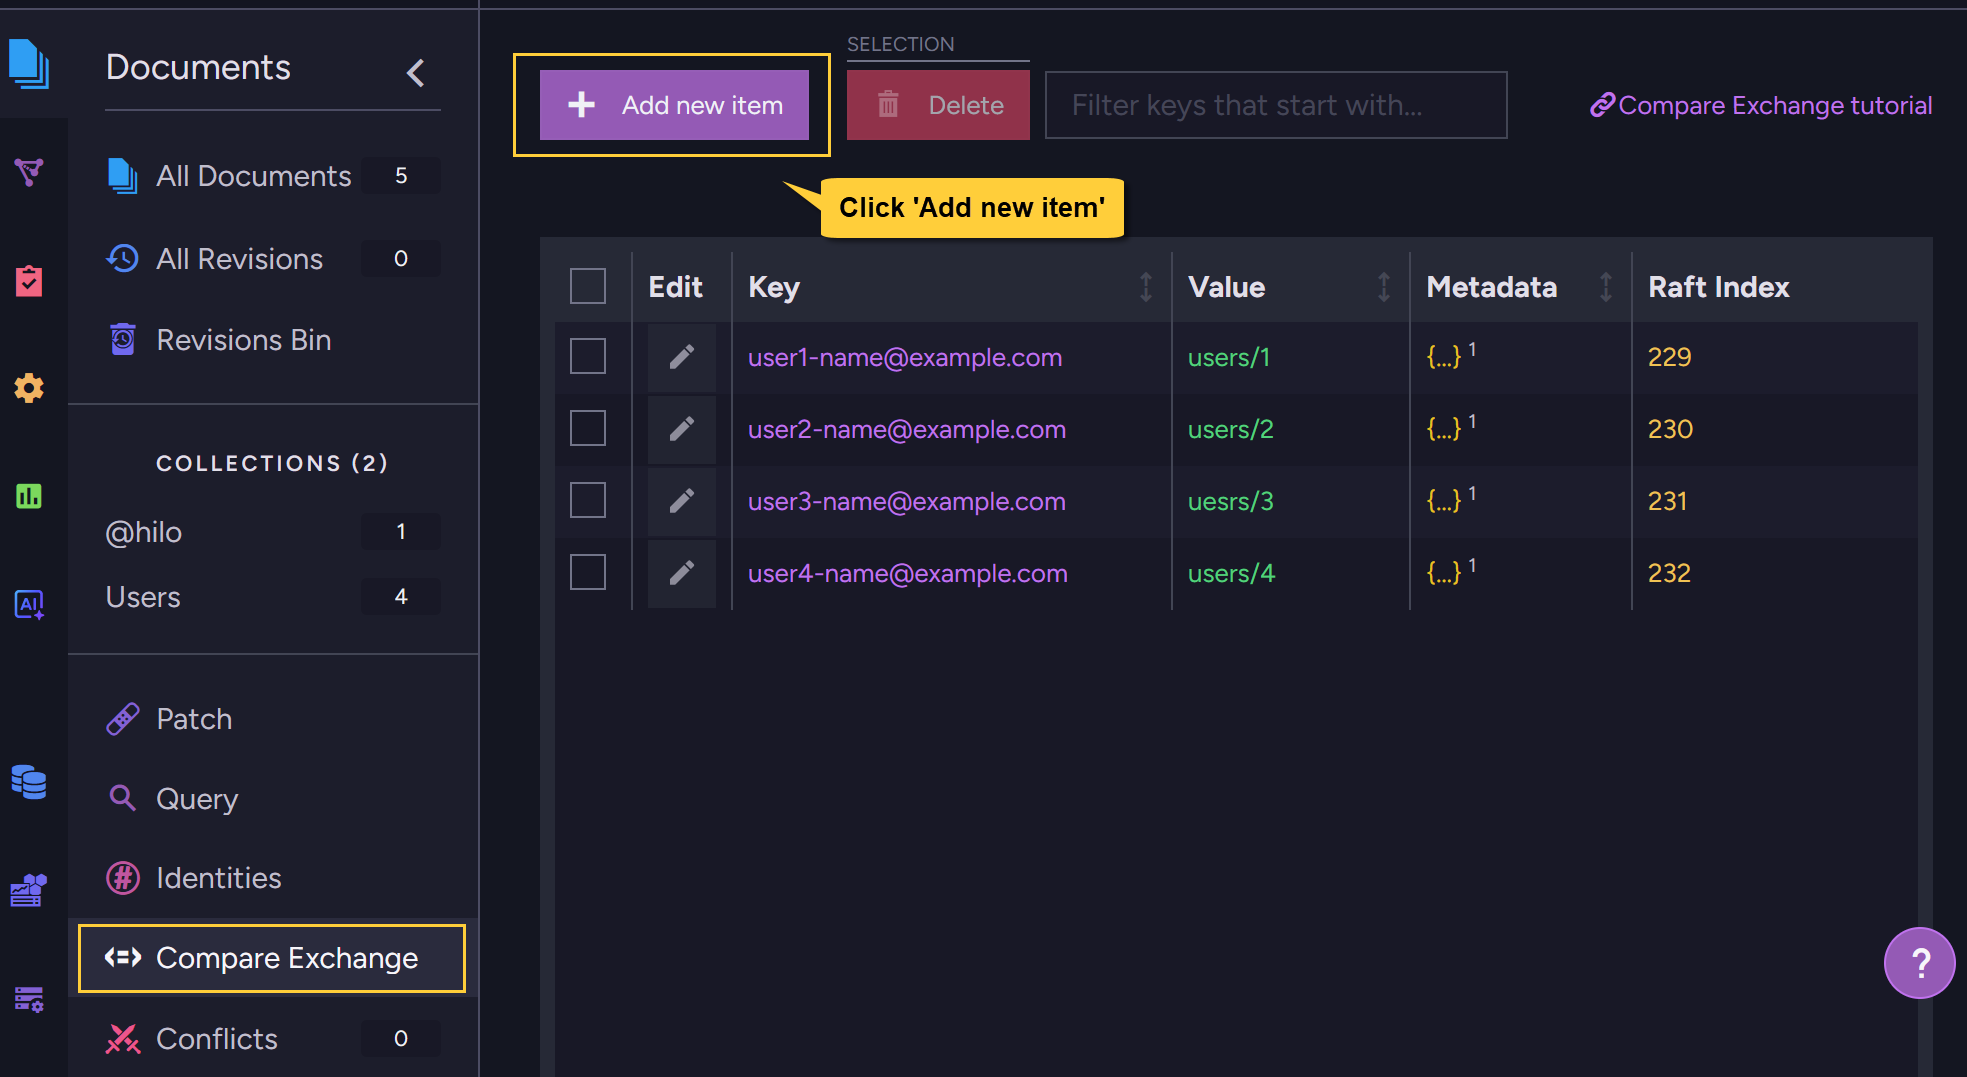 Documents
All Documents 5
All Revisions 0
Revisions Bin
COLLECTIONS (2)
@hilo 1
Users 4
Patch
Query
Identities
Compare Exchange
Conflicts 0
AI
SELECTION
Add new item
Delete
Filter keys that start with...
Compare Exchange tutorial
Click 'Add new item'
Edit Key Value Metadata Raft Index
user1-name@example.com users/1 {...} 1 229
user2-name@example.com users/2 {...} 1 230
user3-name@example.com uesrs/3 {...} 1 231
user4-name@example.com users/4 {...} 1 232
?